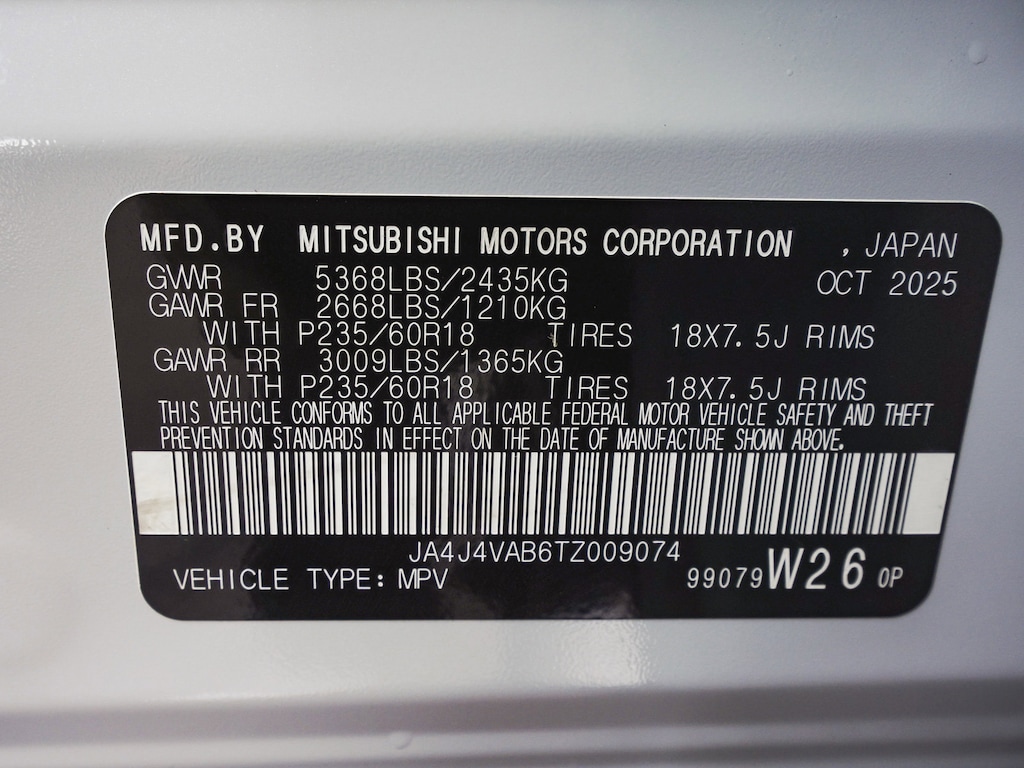 MFD.BY MITSUBISHI MOTORS CORPORATION , JAPAN
GVWR 5368LBS/2435KG OCT 2025
GAWR FR 2668LBS/1210KG
WITH P235/60R18 TIRES 18X7.5J RIMS
GAWR RR 3009LBS/1365KG
WITH P235/60R18 TIRES 18X7.5J RIMS
THIS VEHICLE CONFORMS TO ALL APPLICABLE FEDERAL MOTOR VEHICLE SAFETY AND THEFT
PREVENTION STANDARDS IN EFFECT ON THE DATE OF MANUFACTURE SHOWN ABOVE.
JA4J4VAB6TZ009074
VEHICLE TYPE: MPV 99079 W26 0P